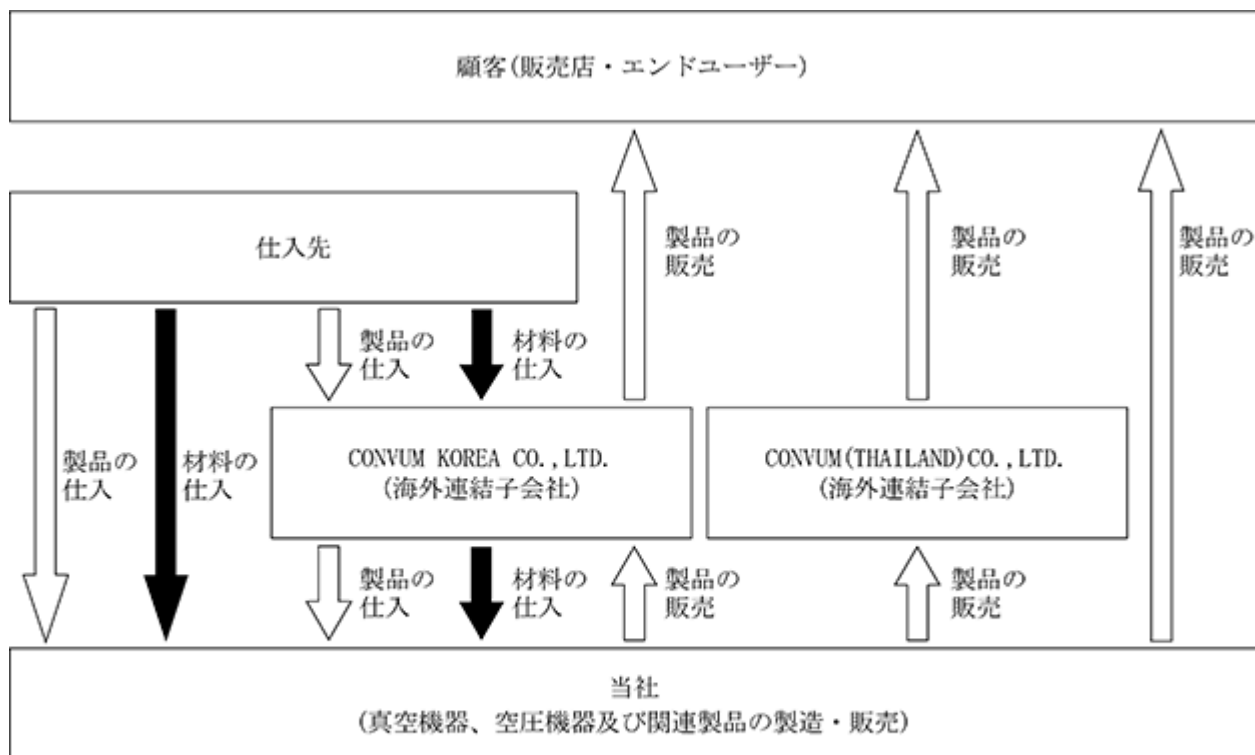 顧客(販売店・エンドユーザー)
仕入先
製品の
販売
製品の
販売
製品の
販売
製品の
仕入
材料の
仕入
製品の
仕入
材料の
仕入
CONVUM KOREA CO.,LTD.
(海外連結子会社)
CONVUM(THAILAND)CO.,LTD.
(海外連結子会社)
製品の
仕入
材料の
仕入
製品の
販売
製品の
販売
当社
(真空機器、空圧機器及び関連製品の製造・販売)